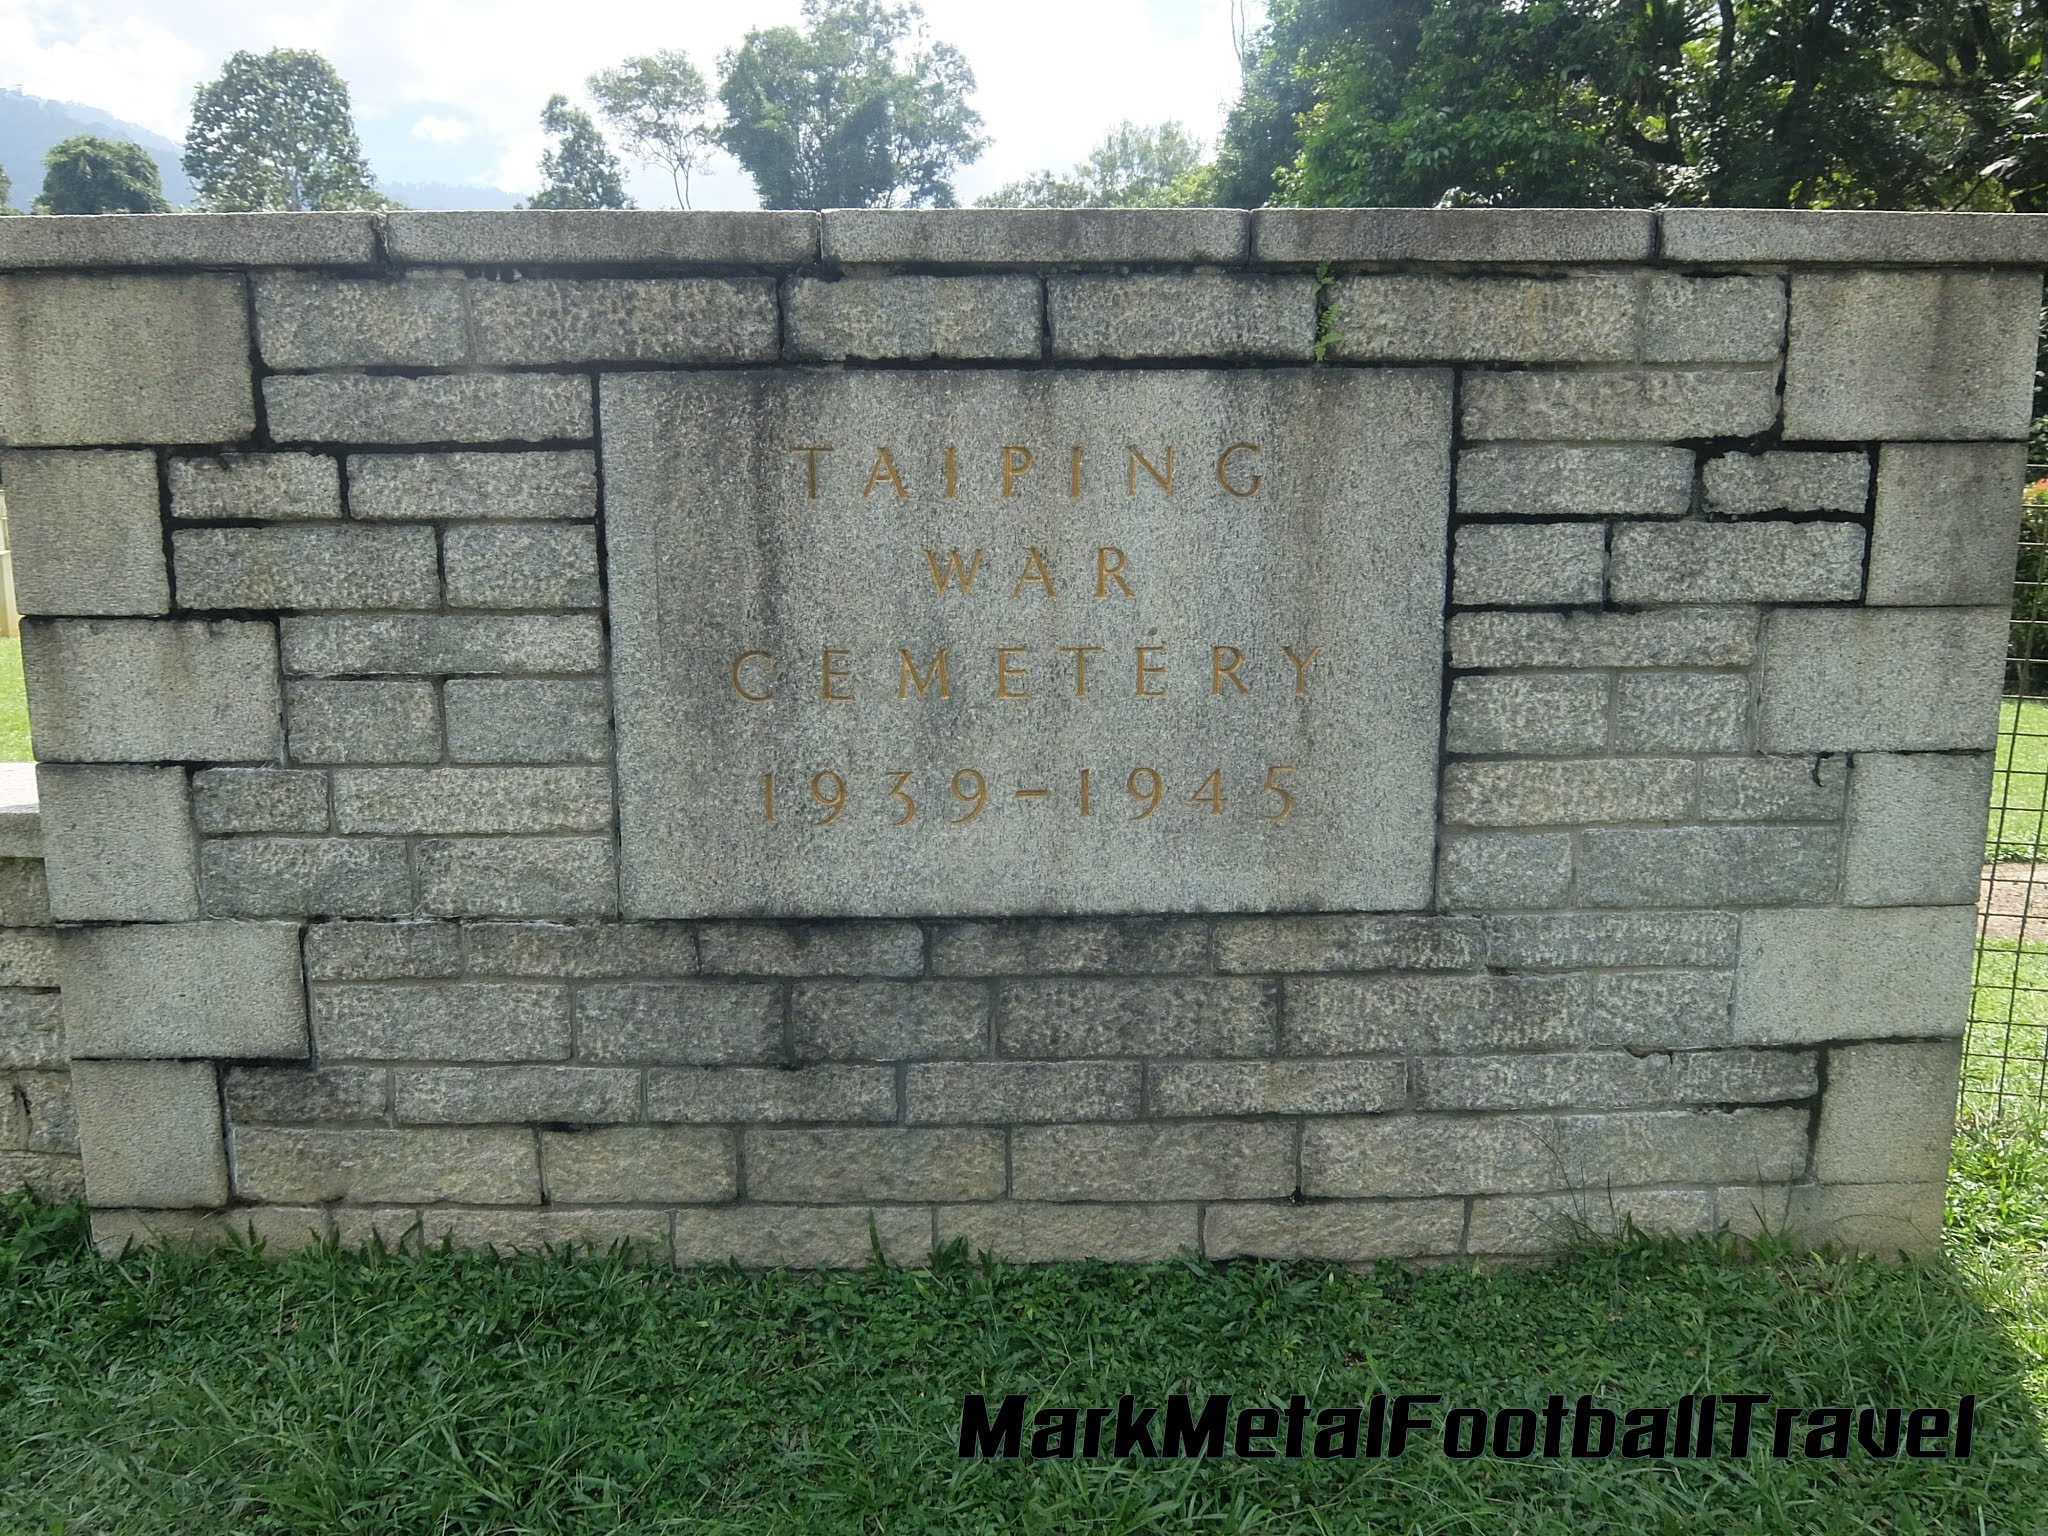 TAIPING
WAR
CEMETERY
1939-1945
MarkMetalFootballTravel